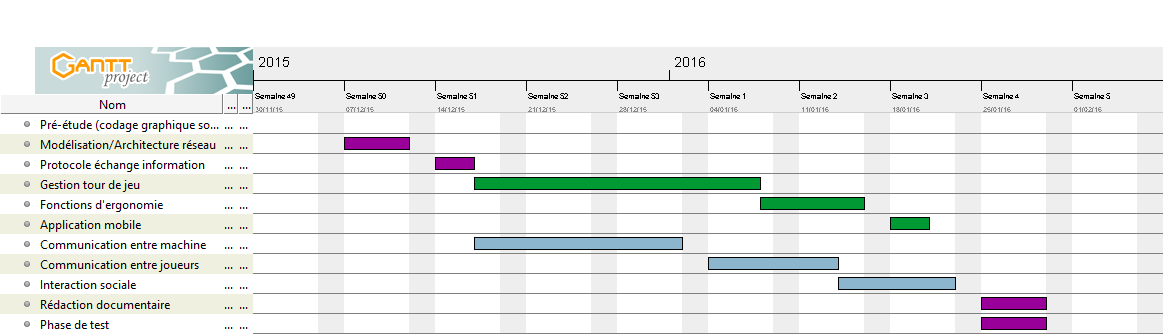 GANTT
project
2015
2016
Semaine 49
Semaine 50
Semaine 51
Semaine 52
Semaine 53
Semaine 1
Semaine 2
Semaine 3
Semaine 4
Semaine 5
Nom ... ...
30/11/15
07/12/15
14/12/15
21/12/15
28/12/15
04/01/16
11/01/16
18/01/16
25/01/16
01/02/16
Pré-étude (codage graphique so... ... ...
Modélisation/Architecture réseau ... ...
Protocole échange information ... ...
Gestion tour de jeu ... ...
Fonctions d'ergonomie ... ...
Application mobile ... ...
Communication entre machine ... ...
Communication entre joueurs ... ...
Interaction sociale ... ...
Rédaction documentaire ... ...
Phase de test ... ...